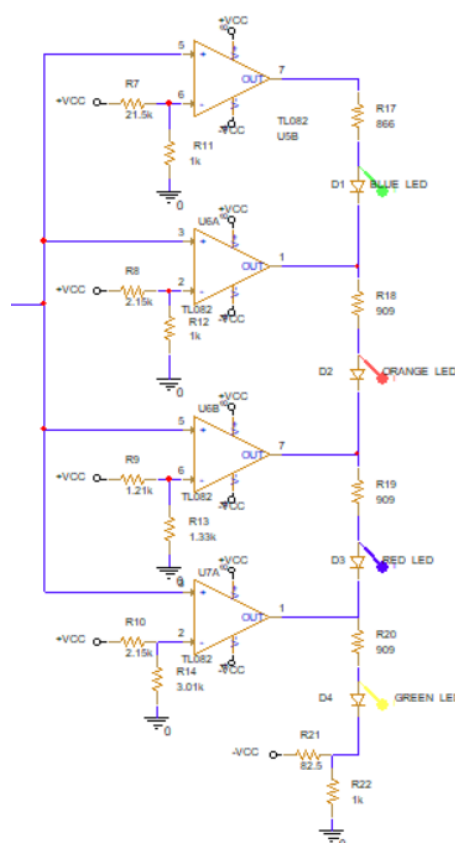 +VCC
5
+
OUT
7
+VCC
R7
21.5k
6
-
R11
1k
-VCC
TL082
U5B
R17
866
D1
BLUE LED
0
+VCC
U6A
3
+
OUT
1
+VCC
R8
2.15k
2
-
TL082
-VCC
R12
1k
R18
909
D2
ORANGE LED
0
+VCC
U6B
5
+
OUT
7
+VCC
R9
1.21k
6
-
TL082
-VCC
R13
1.33k
R19
909
D3
RED LED
+VCC
U7A
+
OUT
1
+VCC
R10
2.15k
2
-
TL082
-VCC
R14
3.01k
R20
909
D4
GREEN LED
0
-VCC
R21
82.5
R22
1k
0